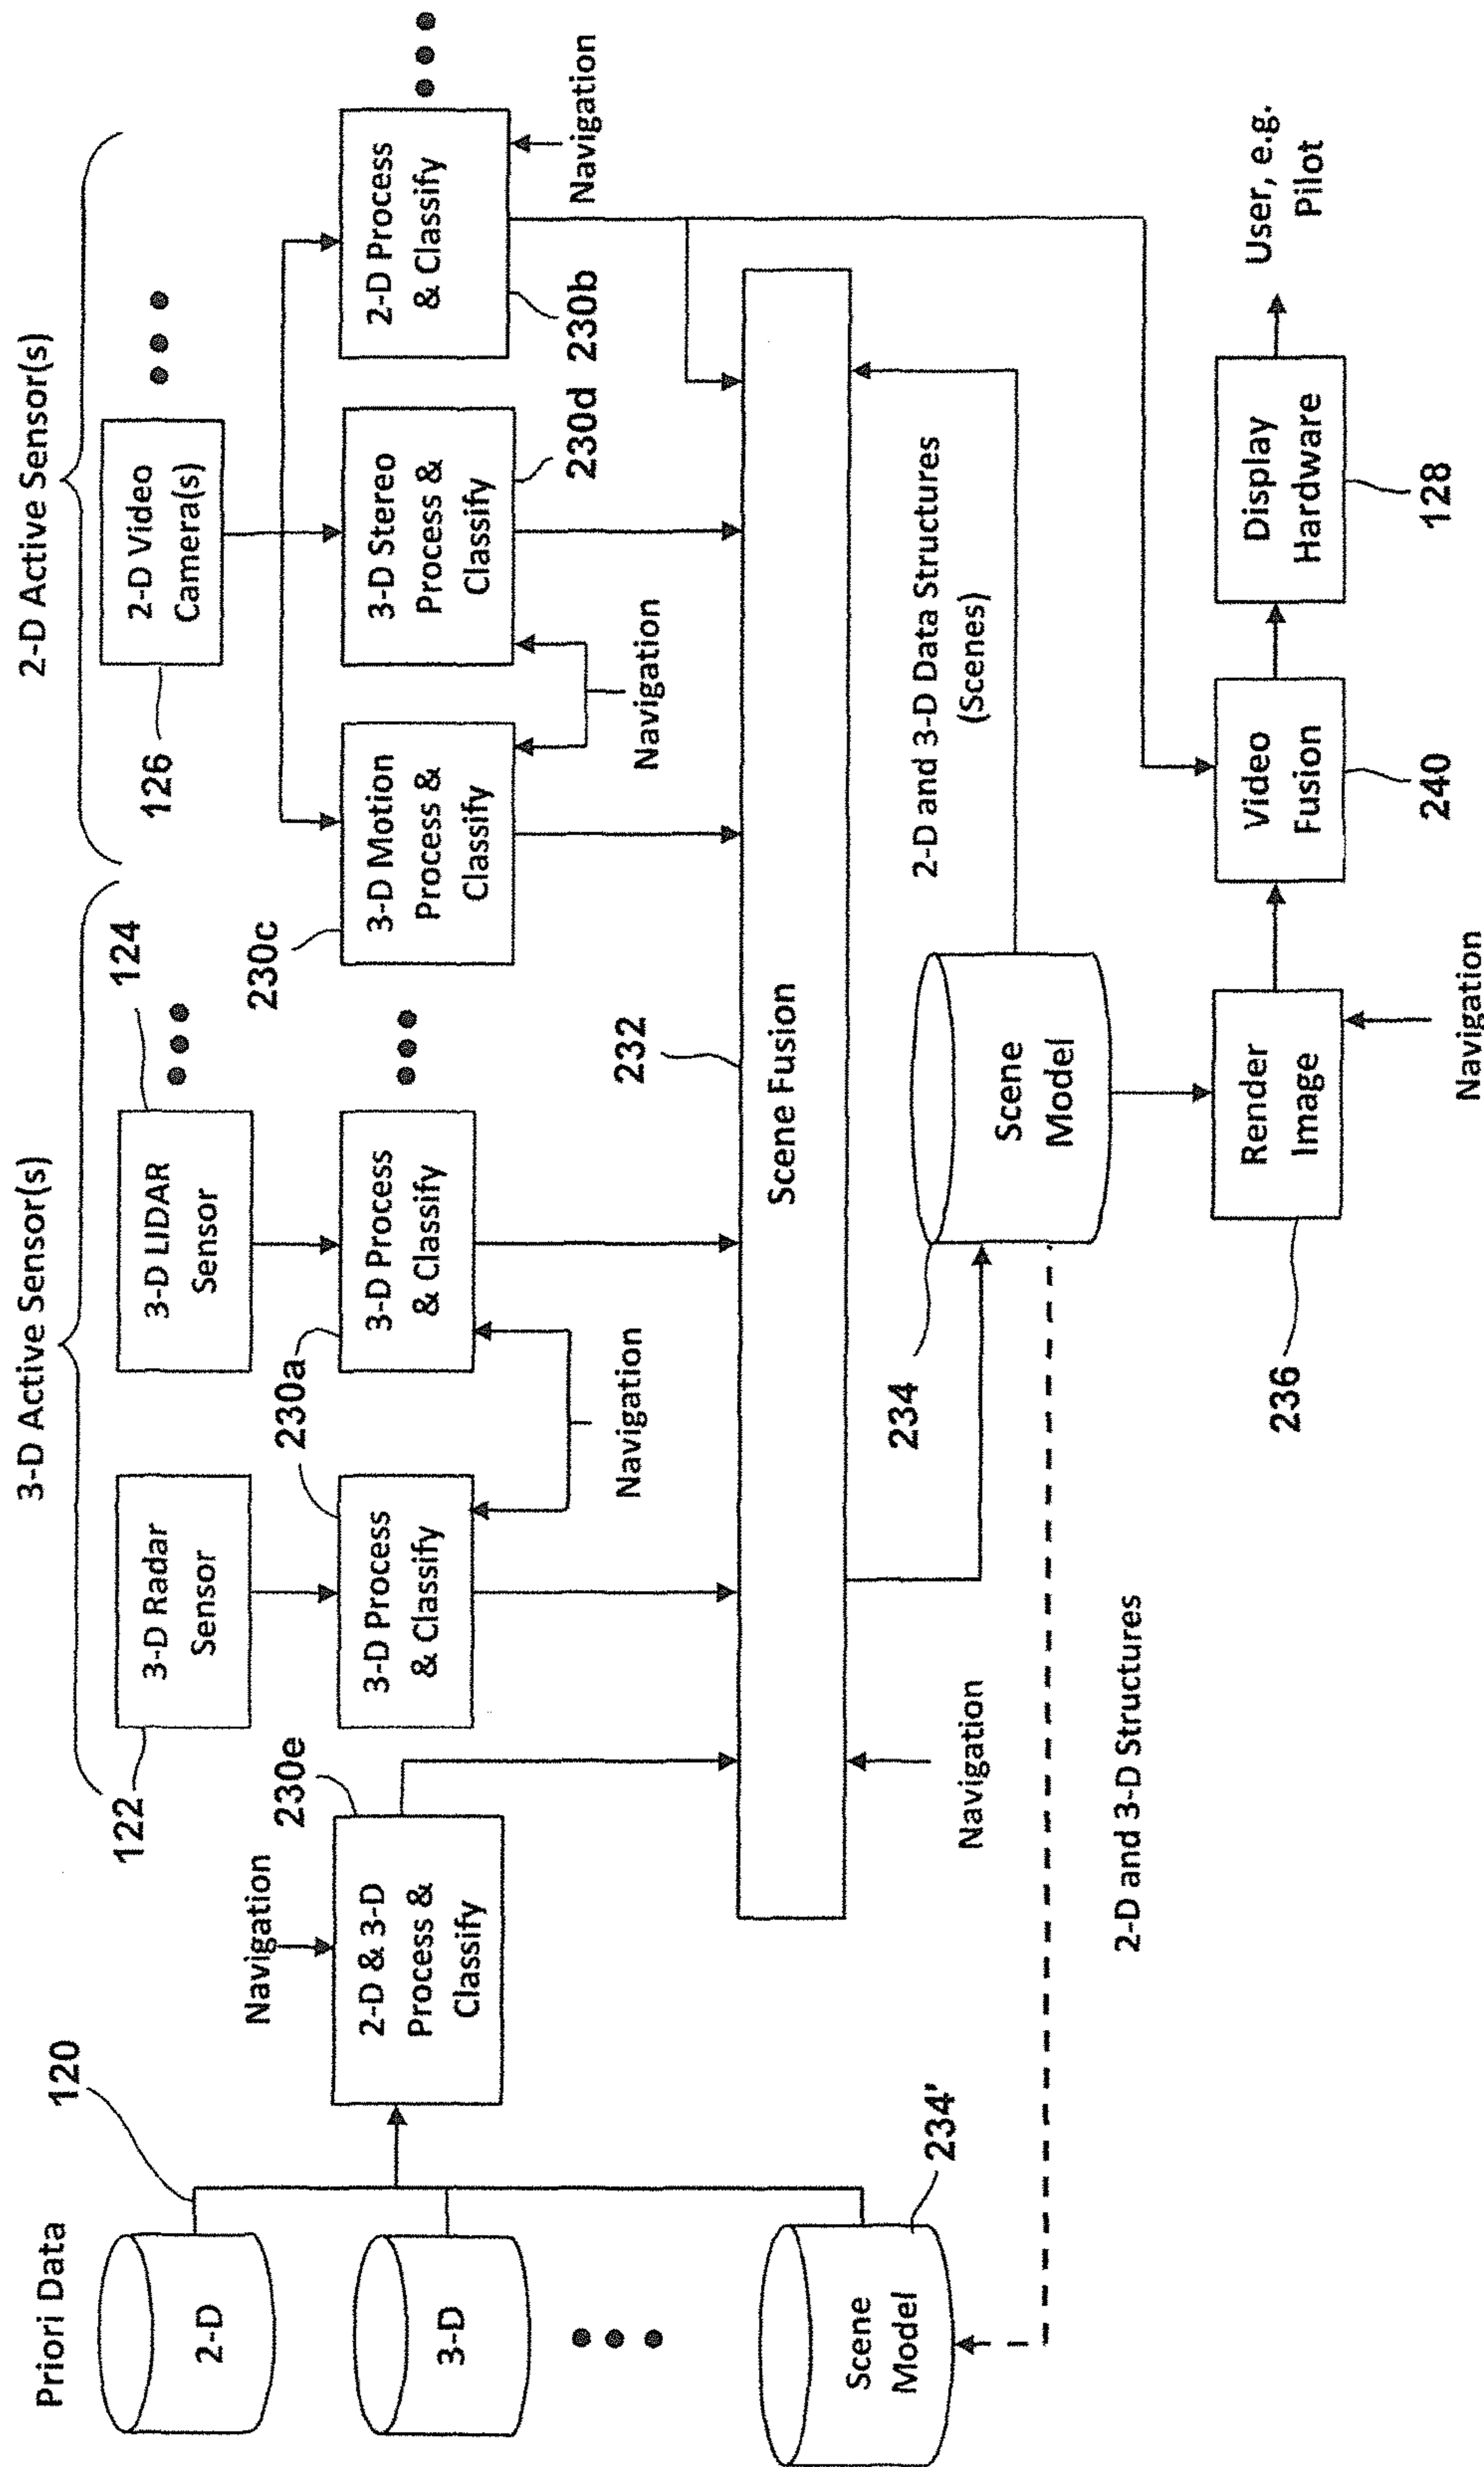 Priori Data
3-D Active Sensor(s)
2-D Active Sensor(s)
120
2-D
3-D
Scene
Model
234'
Navigation
2-D & 3-D
Process &
Classify
230e
122
3-D Radar
Sensor
3-D LIDAR
Sensor
124
126
2-D Video
Camera(s)
3-D Process
& Classify
230a
3-D Process
& Classify
Navigation
230c
3-D Motion
Process &
Classify
3-D Stereo
Process &
Classify
230d
Navigation
2-D Process
& Classify
230b
Navigation
232
Scene Fusion
Navigation
234
Scene
Model
2-D and 3-D Data Structures
(Scenes)
2-D and 3-D Structures
236
Render
Image
Navigation
Video
Fusion
240
Display
Hardware
128
User, e.g.
Pilot